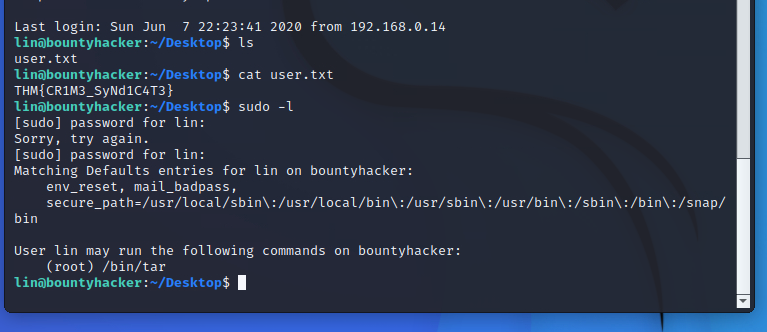 Last login: Sun Jun  7 22:23:41 2020 from 192.168.0.14
lin@bountyhacker:~/Desktop$ ls
user.txt
lin@bountyhacker:~/Desktop$ cat user.txt
THM{CR1M3_SyNd1C4T3}
lin@bountyhacker:~/Desktop$ sudo -l
[sudo] password for lin:
Sorry, try again.
[sudo] password for lin:
Matching Defaults entries for lin on bountyhacker:
    env_reset, mail_badpass,
    secure_path=/usr/local/sbin\:/usr/local/bin\:/usr/sbin\:/usr/bin\:/sbin\:/bin\:/snap/
bin

User lin may run the following commands on bountyhacker:
    (root) /bin/tar
lin@bountyhacker:~/Desktop$